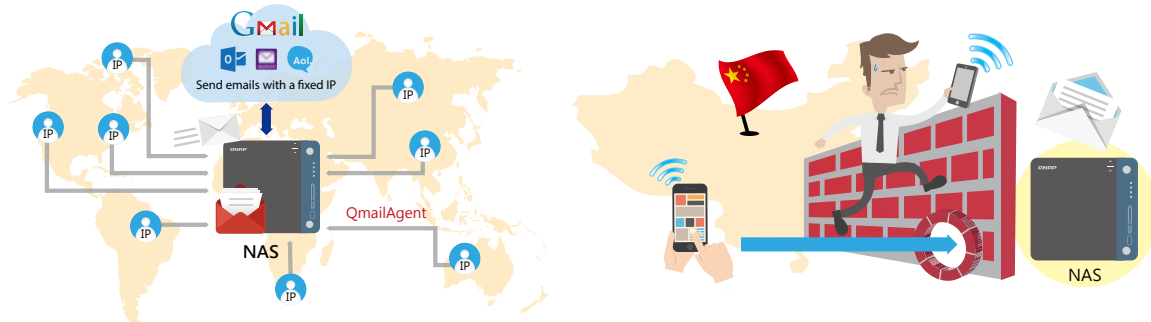 Gmail
O
Aol.
Send emails with a fixed IP
IP
IP
IP
IP
IP
IP
IP
IP
QNAP
QmailAgent
NAS
QNAP
NAS